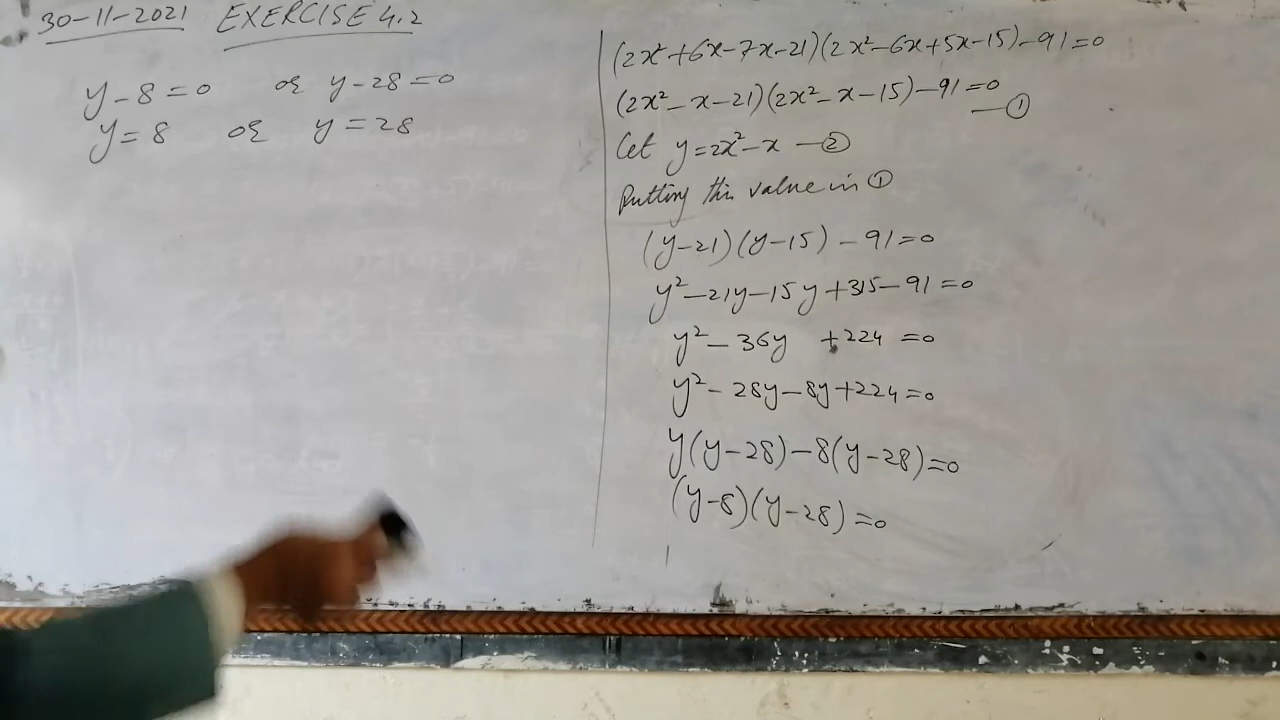 30-11-2021 EXERCISE 4.2
y-8=0 or y-28=0
y=8 or y=28
(2x²+6x-7x-21)(2x²-6x+5x-15)-91=0
(2x²-x-21)(2x²-x-15)-91=0 —①
Let y=2x²-x —②
Putting this value in ①
(y-21)(y-15)-91=0
y²-21y-15y+315-91=0
y²-36y +224=0
y²-28y-8y+224=0
y(y-28)-8(y-28)=0
(y-8)(y-28)=0